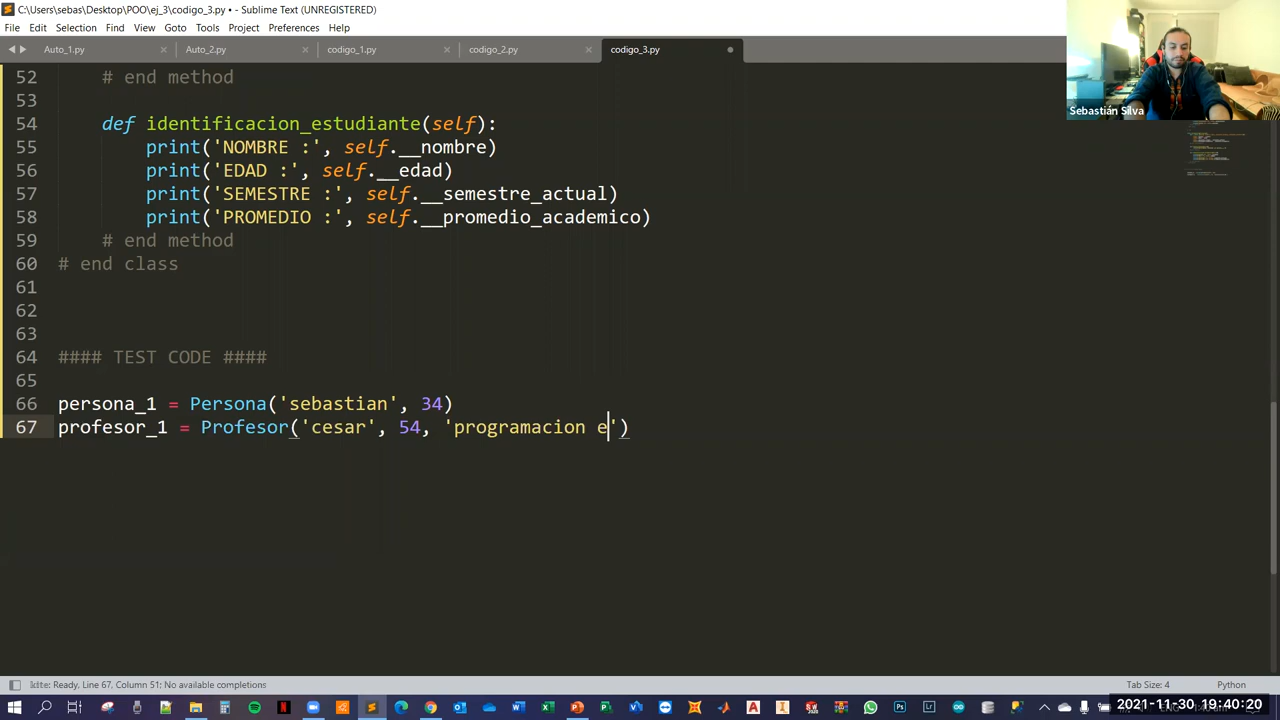 C:\Users\sebas\Desktop\POO\ej_3\codigo_3.py • - Sublime Text (UNREGISTERED)
File Edit Selection Find View Goto Tools Project Preferences Help
Auto_1.py Auto_2.py codigo_1.py codigo_2.py codigo_3.py
Sebastián Silva
52 # end method
53
54 def identificacion_estudiante(self):
55 print('NOMBRE :', self.__nombre)
56 print('EDAD :', self.__edad)
57 print('SEMESTRE :', self.__semestre_actual)
58 print('PROMEDIO :', self.__promedio_academico)
59 # end method
60 # end class
61
62
63
64 #### TEST CODE ####
65
66 persona_1 = Persona('sebastian', 34)
67 profesor_1 = Profesor('cesar', 54, 'programacion e')
Ready, Line 67, Column 51; No available completions
Tab Size: 4 Python
2021-11-30 19:40:20